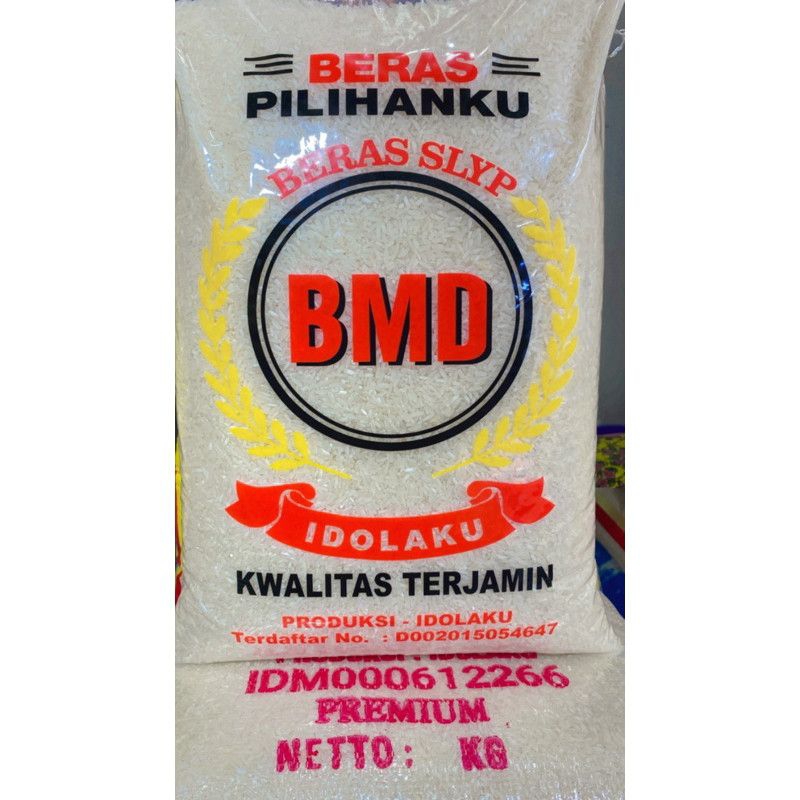 BERAS
PILIHANKU
BERAS SLYP
BMD
IDOLAKU
KWALITAS TERJAMIN
PRODUKSI - IDOLAKU
Terdaftar No. : D002015054647
IDM000612266
PREMIUM
NETTO : KG